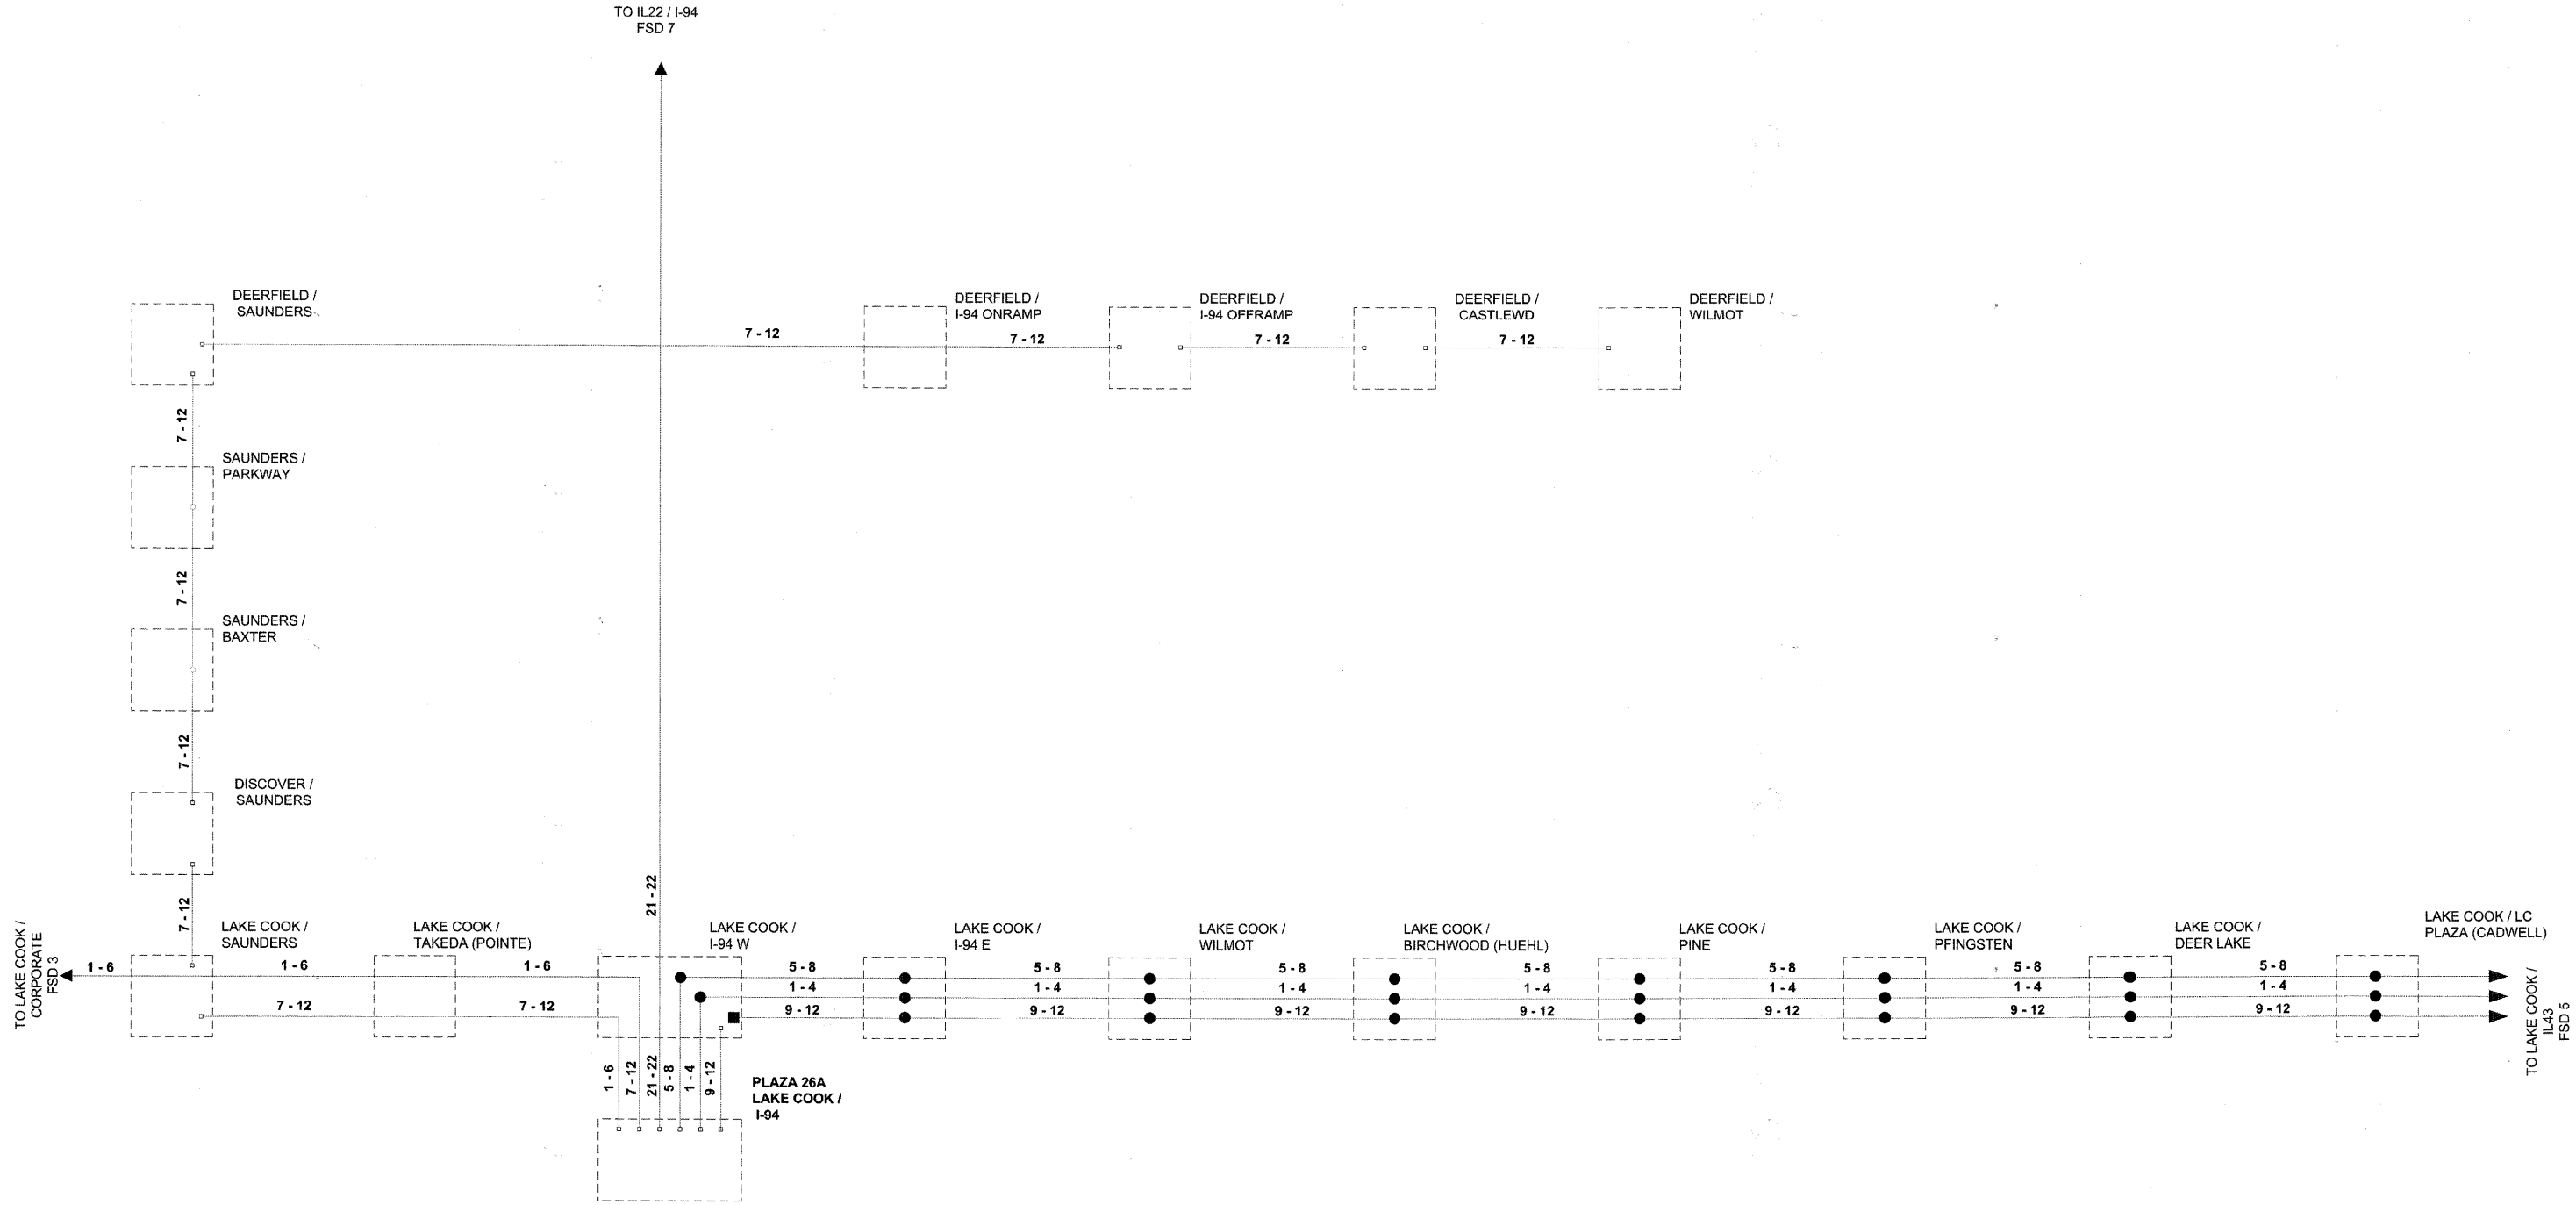 TO IL22 / I-94
FSD 7
DEERFIELD /
SAUNDERS
7 - 12
DEERFIELD /
I-94 ONRAMP
7 - 12
DEERFIELD /
I-94 OFFRAMP
7 - 12
DEERFIELD /
CASTLEWD
7 - 12
DEERFIELD /
WILMOT
7 - 12
SAUNDERS /
PARKWAY
7 - 12
SAUNDERS /
BAXTER
7 - 12
DISCOVER /
SAUNDERS
7 - 12
21 - 22
TO LAKE COOK /
CORPORATE
FSD 3
1 - 6
LAKE COOK /
SAUNDERS
1 - 6
7 - 12
LAKE COOK /
TAKEDA (POINTE)
1 - 6
7 - 12
LAKE COOK /
I-94 W
5 - 8
1 - 4
9 - 12
LAKE COOK /
I-94 E
5 - 8
1 - 4
9 - 12
LAKE COOK /
WILMOT
5 - 8
1 - 4
9 - 12
LAKE COOK /
BIRCHWOOD (HUEHL)
5 - 8
1 - 4
9 - 12
LAKE COOK /
PINE
5 - 8
1 - 4
9 - 12
LAKE COOK /
PFINGSTEN
5 - 8
1 - 4
9 - 12
LAKE COOK /
DEER LAKE
5 - 8
1 - 4
9 - 12
LAKE COOK / LC
PLAZA (CADWELL)
TO LAKE COOK /
IL43
FSD 5
1 - 6
7 - 12
21 - 22
5 - 8
1 - 4
9 - 12
PLAZA 26A
LAKE COOK /
I-94